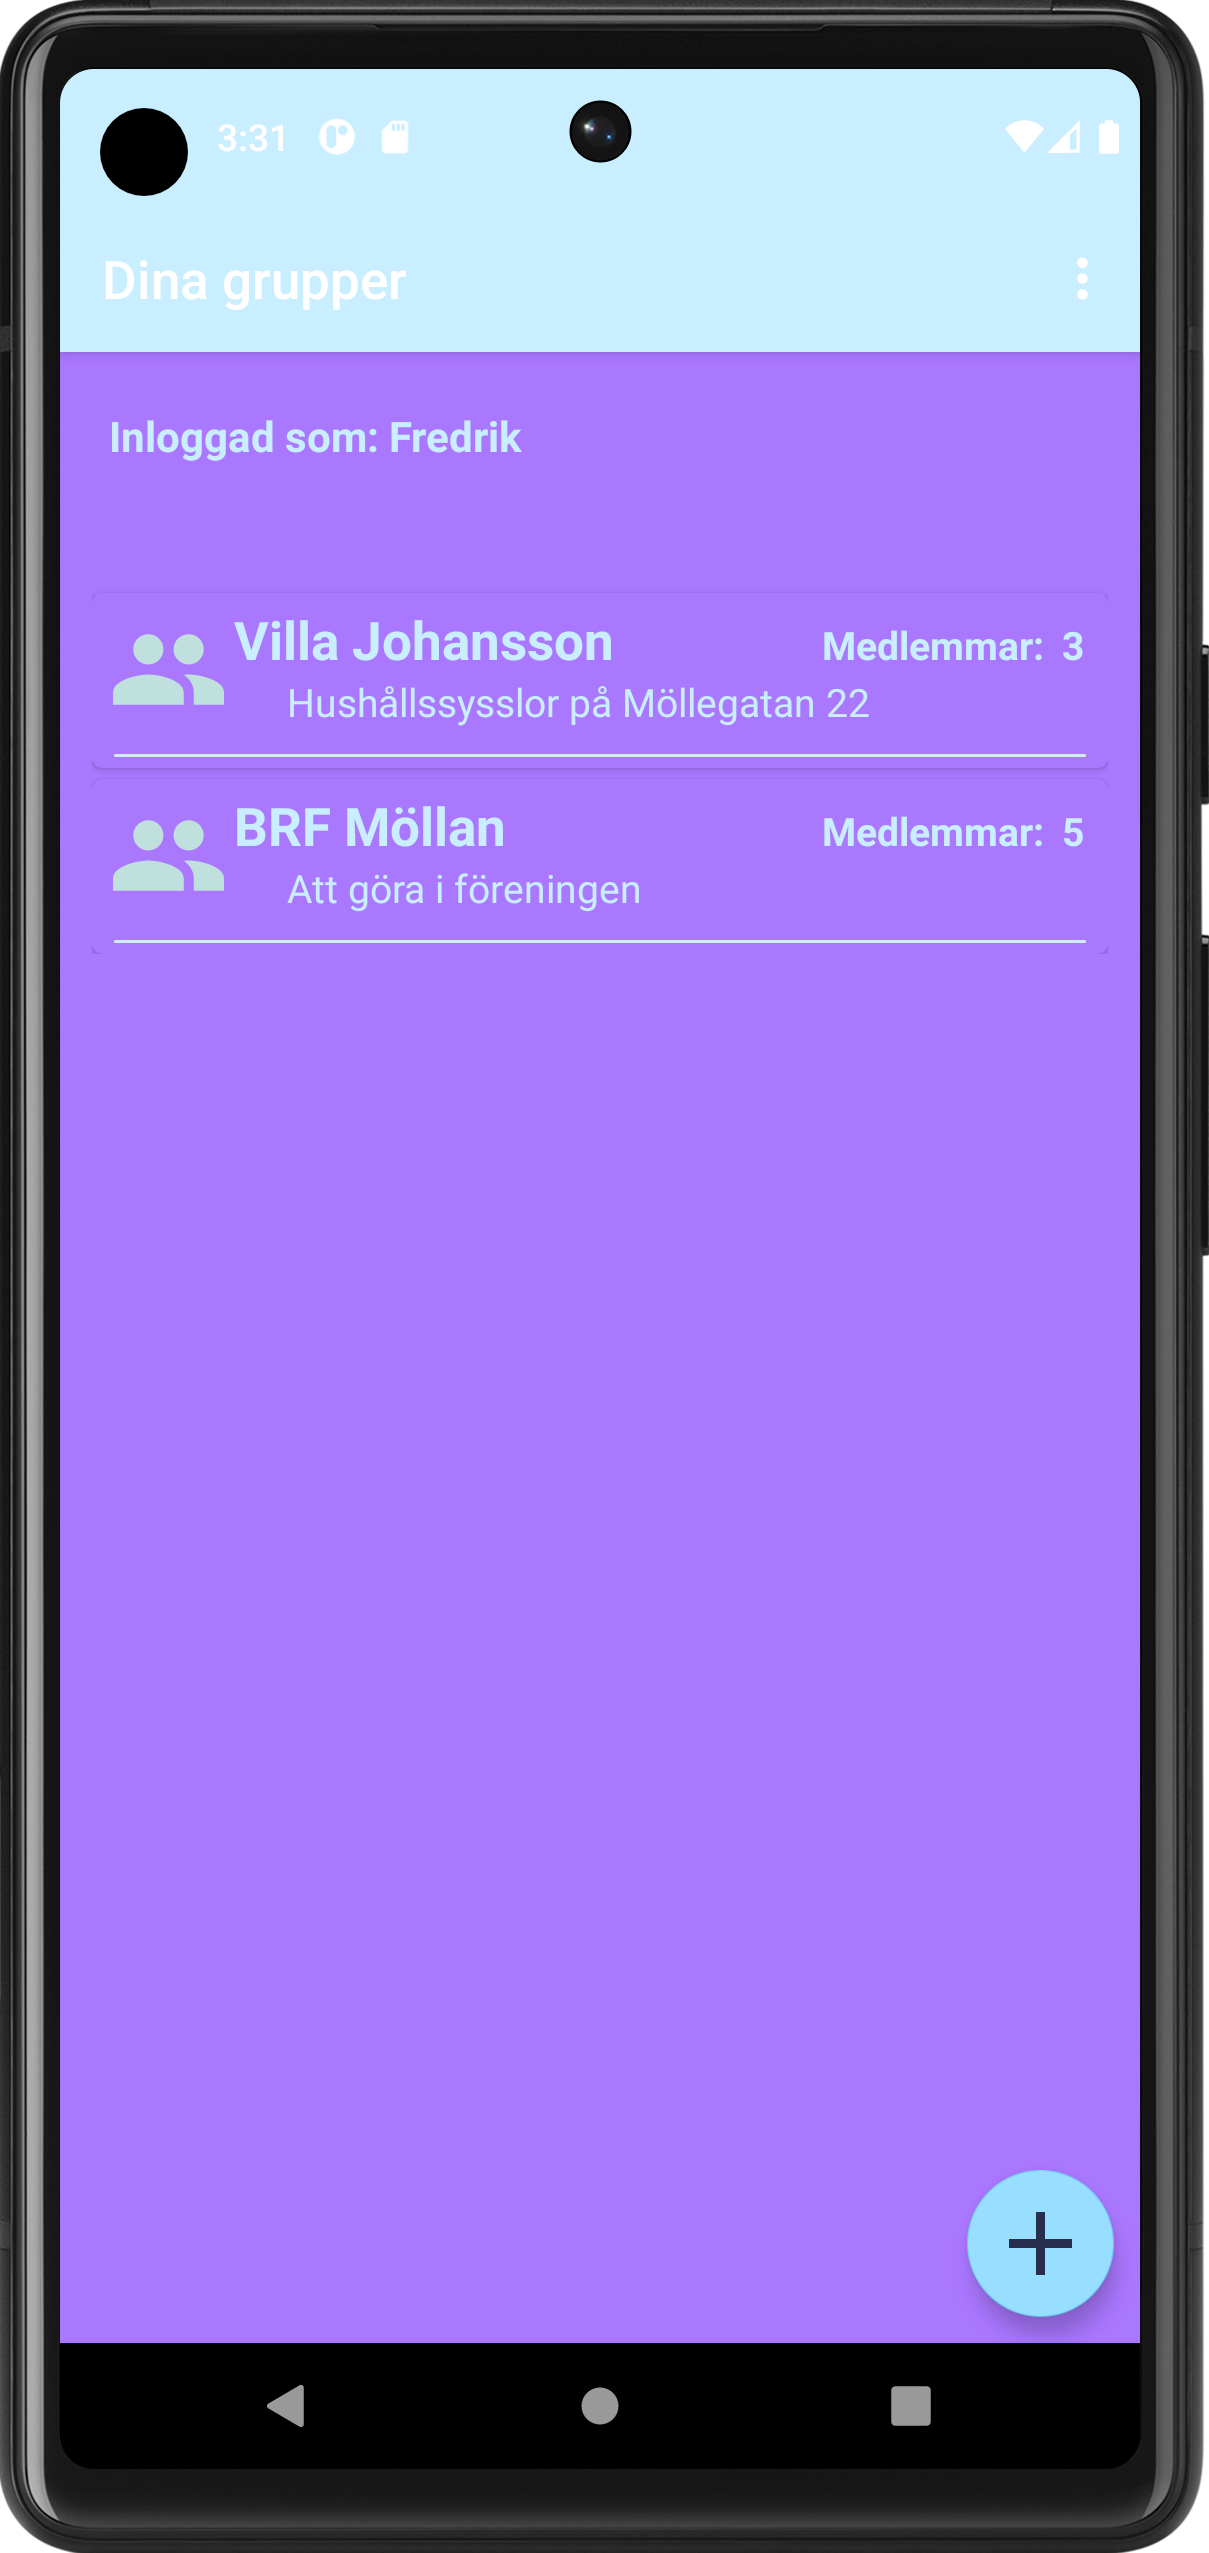 3:31
Dina grupper
Inloggad som: Fredrik
Villa Johansson
Medlemmar: 3
Hushållssysslor på Möllegatan 22
BRF Möllan
Medlemmar: 5
Att göra i föreningen